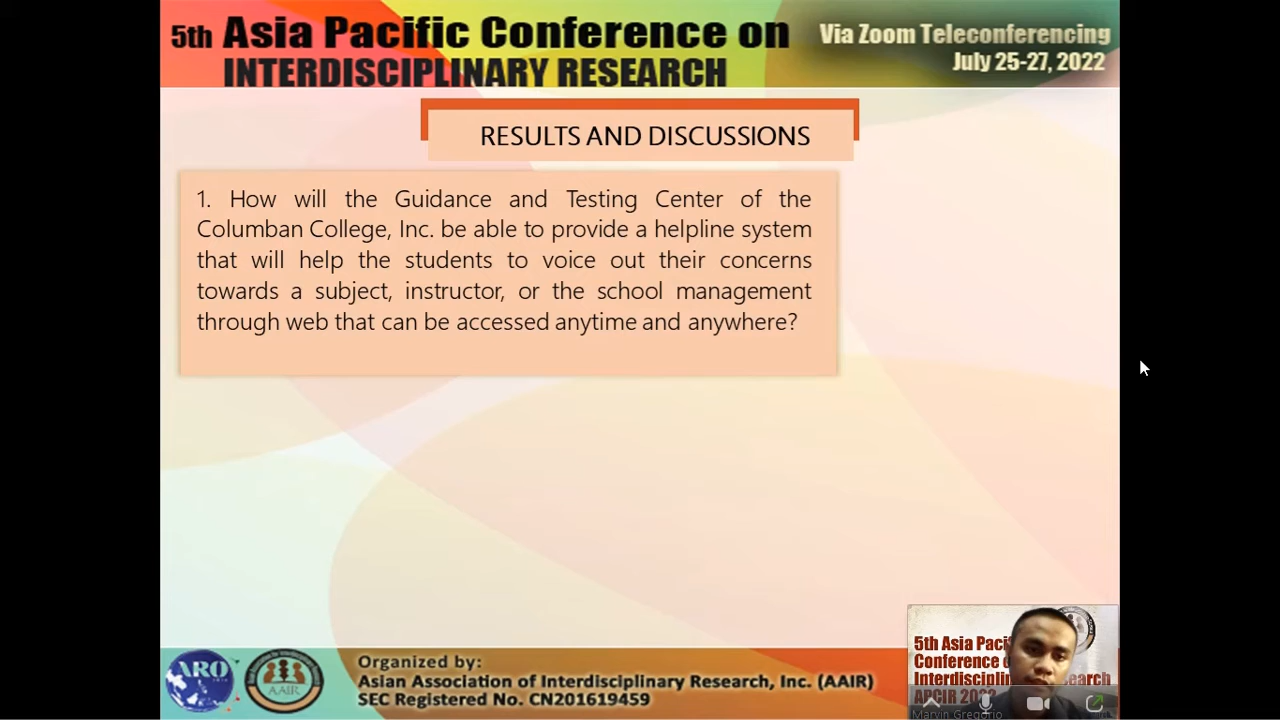 5th Asia Pacific Conference on
INTERDISCIPLINARY RESEARCH
Via Zoom Teleconferencing
July 25-27, 2022
RESULTS AND DISCUSSIONS
1. How will the Guidance and Testing Center of the
Columban College, Inc. be able to provide a helpline system
that will help the students to voice out their concerns
towards a subject, instructor, or the school management
through web that can be accessed anytime and anywhere?
ARO
AAIR
Organized by:
Asian Association of Interdisciplinary Research, Inc. (AAIR)
SEC Registered No. CN201619459
5th Asia Paci
Conference
Interdisciplin earch
APCIR 2022
Marvin Gregorio